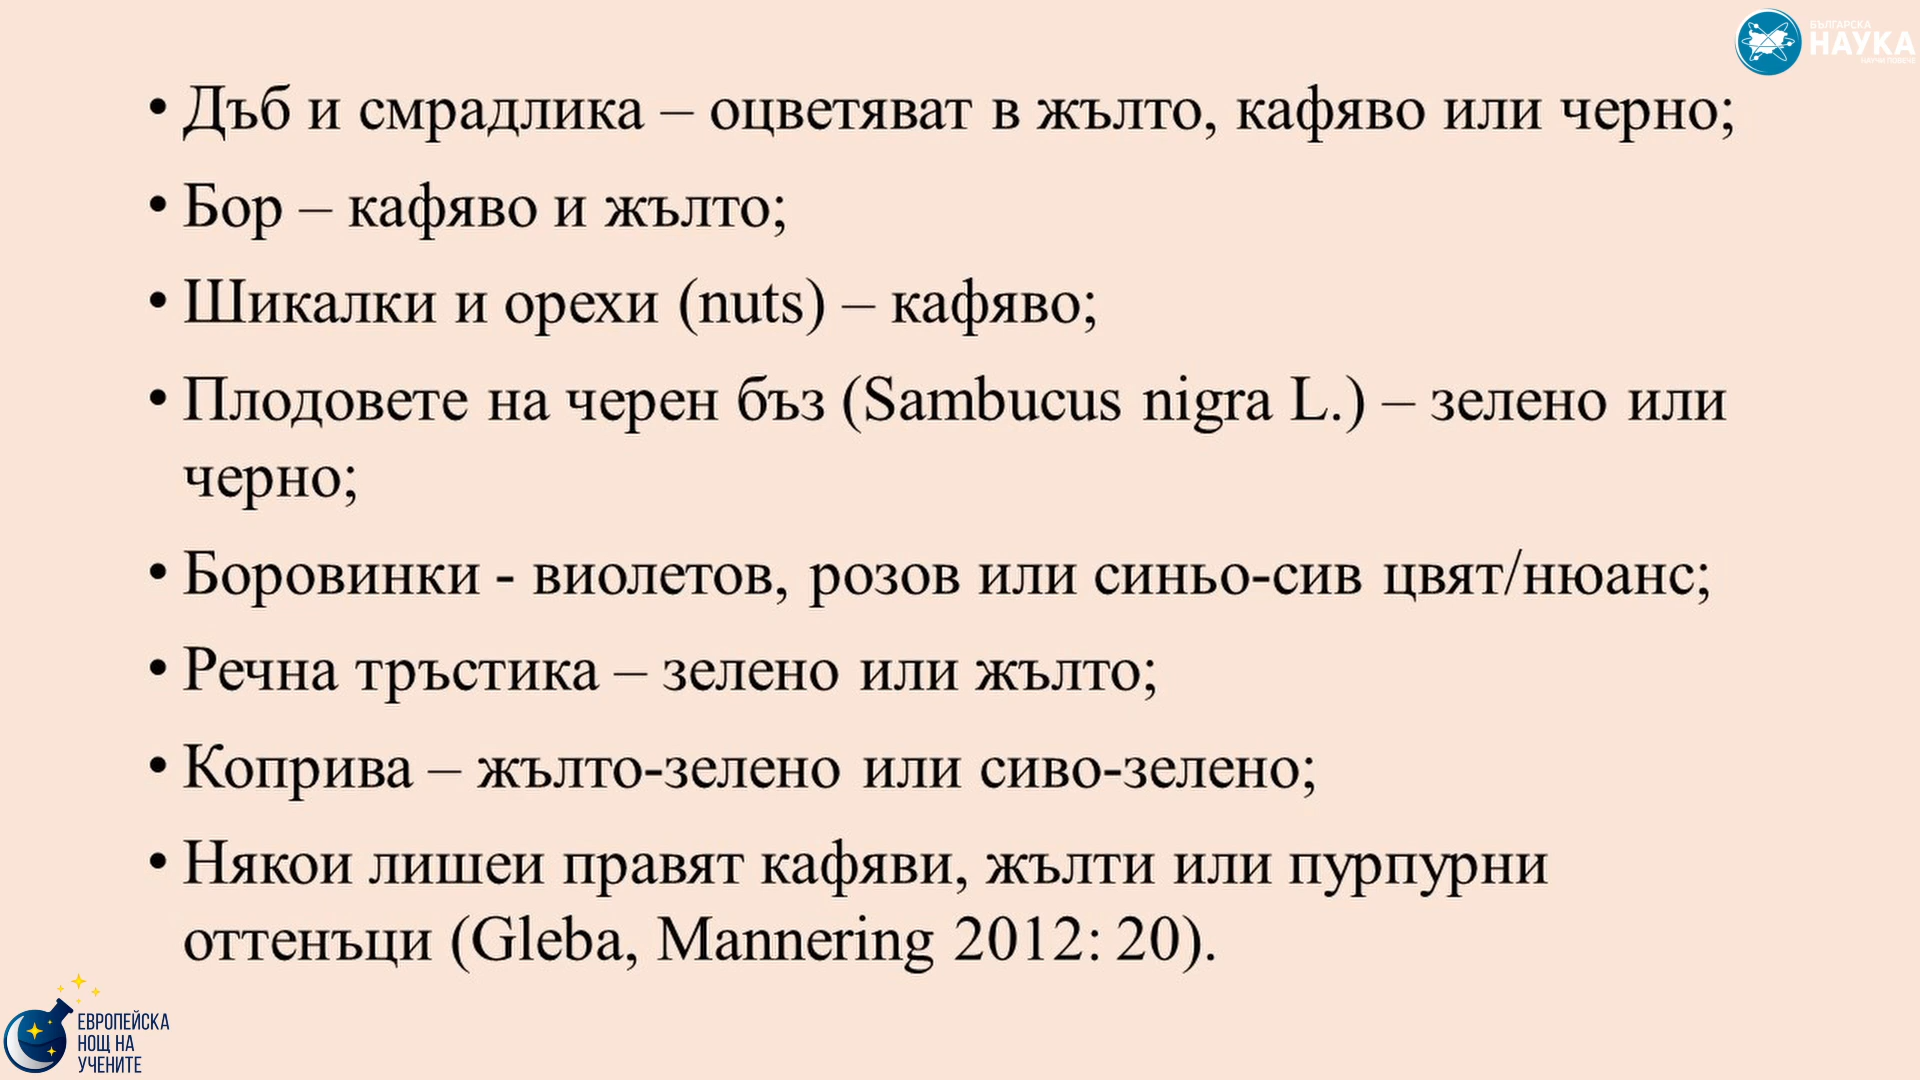 БЪЛГАРСКА
НАУКА
НАУЧИ ПОВЕЧЕ
• Дъб и смрадлика – оцветяват в жълто, кафяво или черно;
• Бор – кафяво и жълто;
• Шикалки и орехи (nuts) – кафяво;
• Плодовете на черен бъз (Sambucus nigra L.) – зелено или
черно;
• Боровинки - виолетов, розов или синьо-сив цвят/нюанс;
• Речна тръстика – зелено или жълто;
• Коприва – жълто-зелено или сиво-зелено;
• Някои лишеи правят кафяви, жълти или пурпурни
оттенъци (Gleba, Mannering 2012: 20).
ЕВРОПЕЙСКА
НОЩ НА
УЧЕНИТЕ